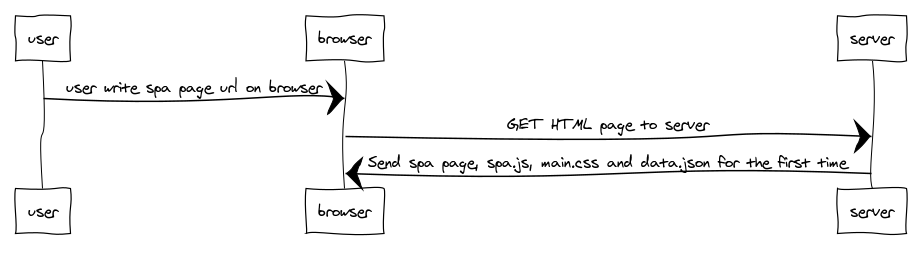 user
browser
server
user write spa page url on browser
GET HTML page to server
Send spa page, spa.js, main.css and data.json for the first time
user
browser
server